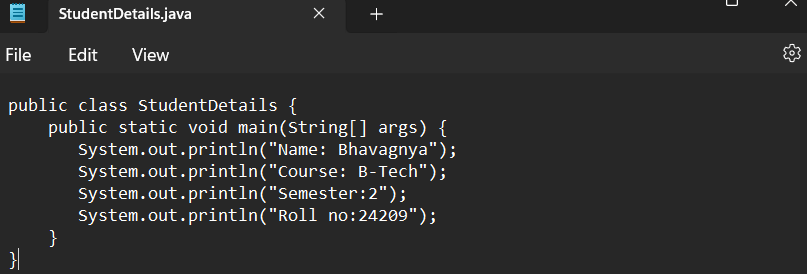 StudentDetails.java
File Edit View
public class StudentDetails {
    public static void main(String[] args) {
       System.out.println("Name: Bhavagnya");
       System.out.println("Course: B-Tech");
       System.out.println("Semester:2");
       System.out.println("Roll no:24209");
    }
}